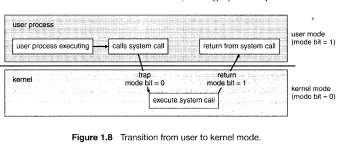 user process
user process executing
calls system call
return from system call
user mode
(mode bit = 1)
kernel
trap
mode bit = 0
return
mode bit = 1
execute system call
kernel mode
(mode bit = 0)
Figure 1.8 Transition from user to kernel mode.